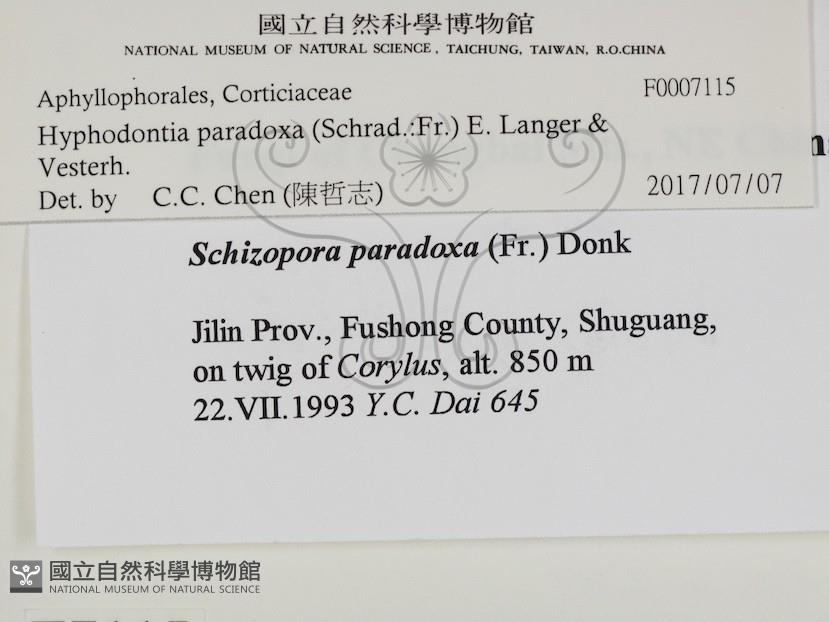 國立自然科學博物館
NATIONAL MUSEUM OF NATURAL SCIENCE, TAICHUNG, TAIWAN, R.O.CHINA
Aphyllophorales, Corticiaceae F0007115
Hyphodontia paradoxa (Schrad.:Fr.) E. Langer &
Vesterh.
Det. by C.C. Chen (陳哲志) 2017/07/07
Schizopora paradoxa (Fr.) Donk
Jilin Prov., Fushong County, Shuguang,
on twig of Corylus, alt. 850 m
22.VII.1993 Y.C. Dai 645
國立自然科學博物館
NATIONAL MUSEUM OF NATURAL SCIENCE